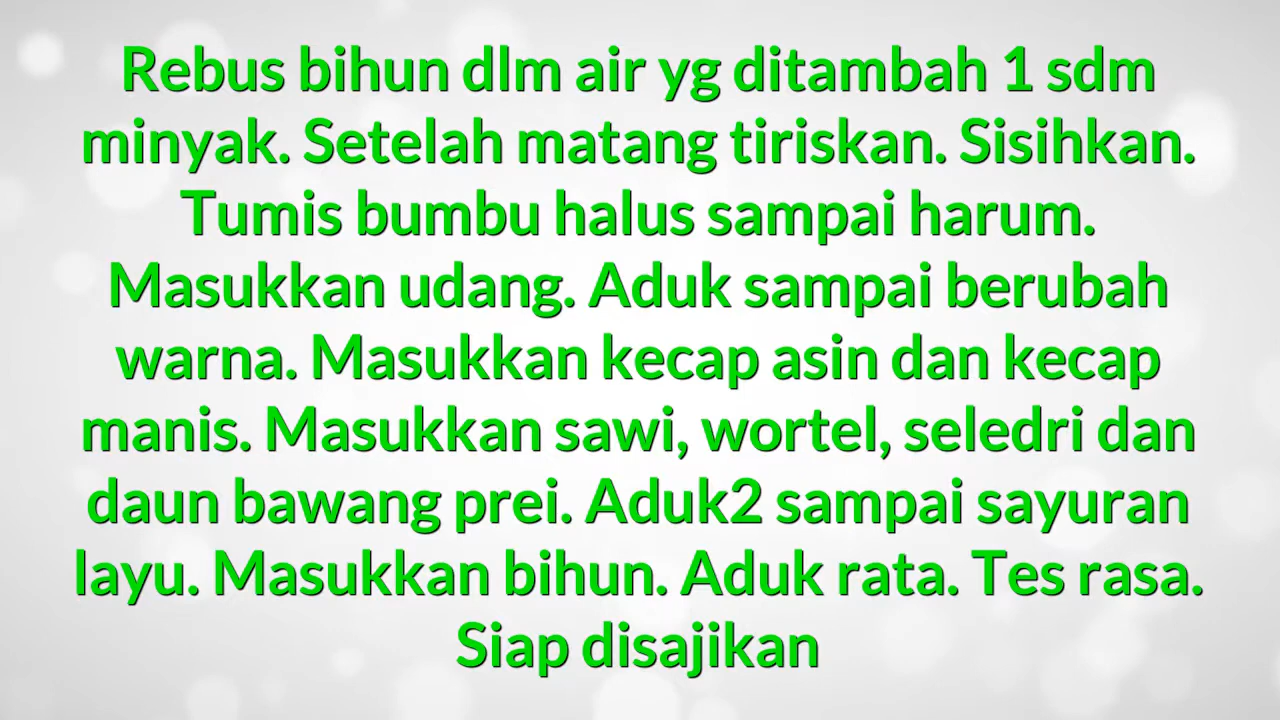 Rebus bihun dlm air yg ditambah 1 sdm
minyak. Setelah matang tiriskan. Sisihkan.
Tumis bumbu halus sampai harum.
Masukkan udang. Aduk sampai berubah
warna. Masukkan kecap asin dan kecap
manis. Masukkan sawi, wortel, seledri dan
daun bawang prei. Aduk2 sampai sayuran
layu. Masukkan bihun. Aduk rata. Tes rasa.
Siap disajikan